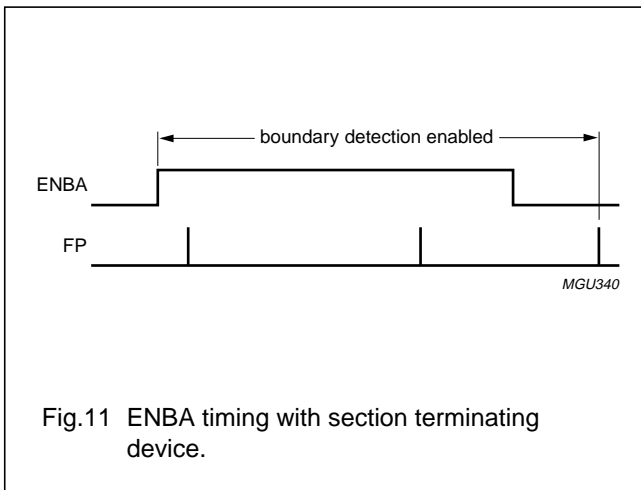 boundary detection enabled
ENBA
FP
MGU340
Fig.11 ENBA timing with section terminating
device.